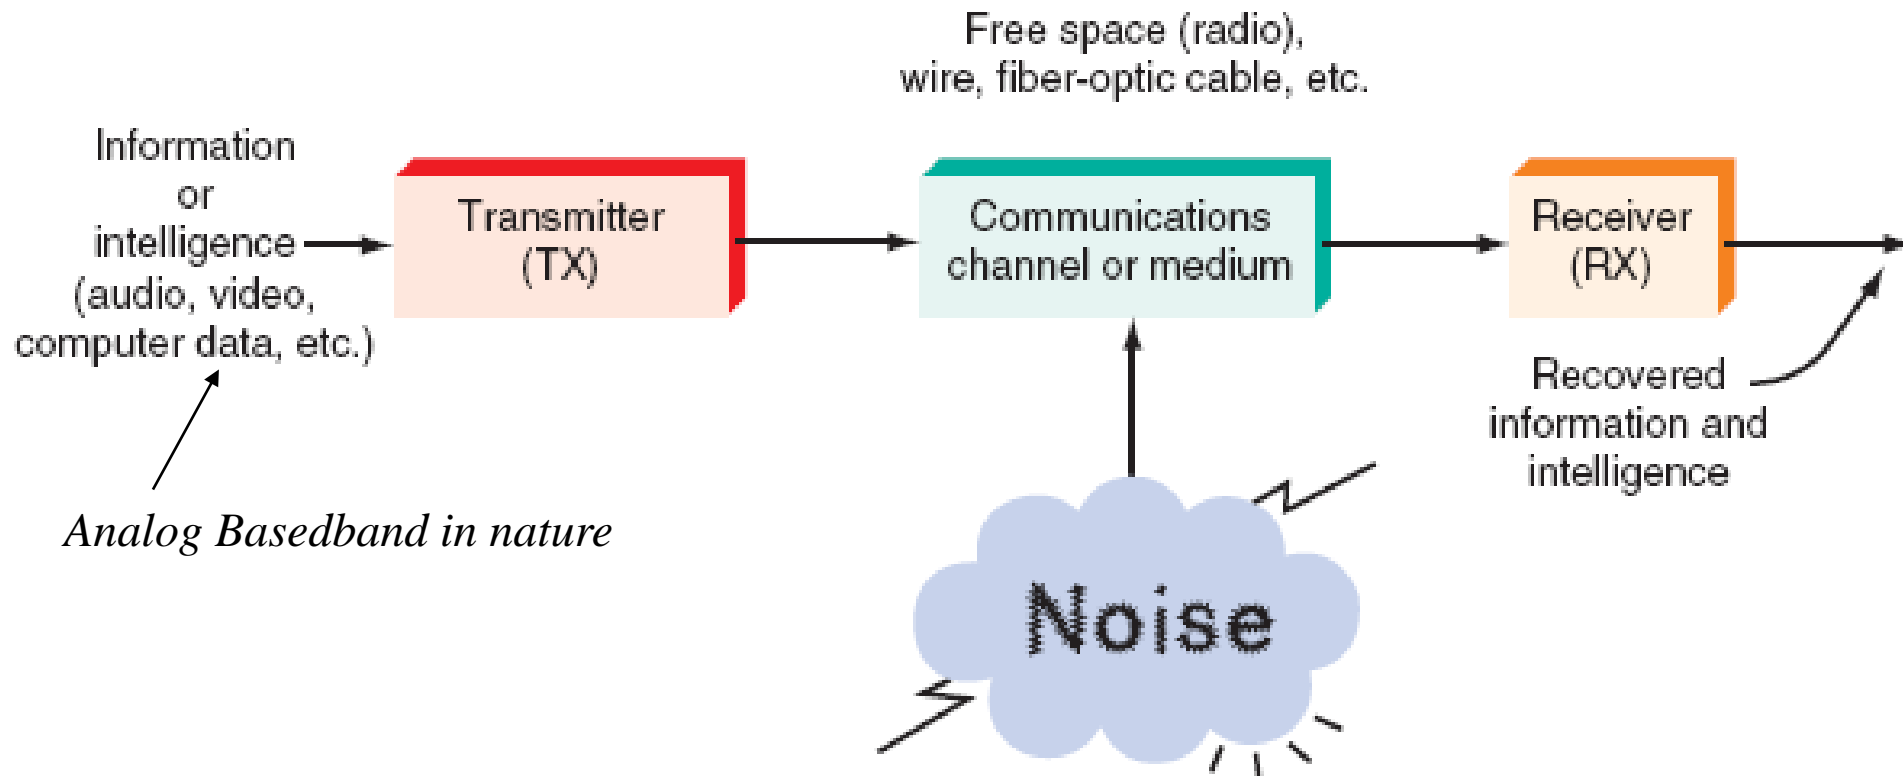 Free space (radio),
wire, fiber-optic cable, etc.
Information
or
intelligence
(audio, video,
computer data, etc.)
Transmitter
(TX)
Communications
channel or medium
Receiver
(RX)
Recovered
information and
intelligence
Analog Basedband in nature
Noise